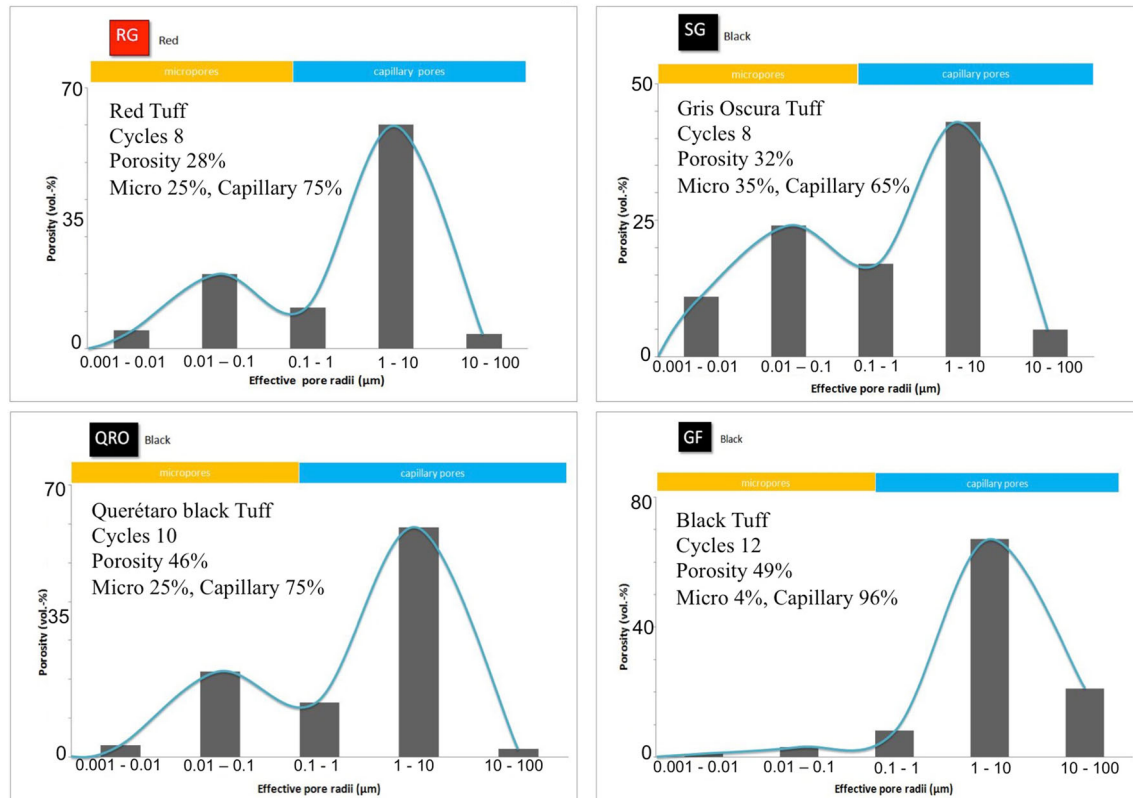 RG Red
micropores capillary pores
70
Red Tuff
Cycles 8
Porosity 28%
Micro 25%, Capillary 75%
Porosity (vol.-%)
35
0
0.001 - 0.01 0.01 – 0.1 0.1 - 1 1 - 10 10 - 100
Effective pore radii (µm)
SG Black
micropores capillary pores
50
Gris Oscura Tuff
Cycles 8
Porosity 32%
Micro 35%, Capillary 65%
Porosity (vol.-%)
25
0
0.001 - 0.01 0.01 – 0.1 0.1 - 1 1 - 10 10 - 100
Effective pore radii (µm)
QRO Black
micropores capillary pores
70
Querétaro black Tuff
Cycles 10
Porosity 46%
Micro 25%, Capillary 75%
Porosity (vol.-%)
35
0
0.001 - 0.01 0.01 – 0.1 0.1 - 1 1 - 10 10 - 100
Effective pore radii (µm)
GF Black
micropores capillary pores
80
Black Tuff
Cycles 12
Porosity 49%
Micro 4%, Capillary 96%
Porosity (vol.-%)
40
0
0.001 - 0.01 0.01 – 0.1 0.1 - 1 1 - 10 10 - 100
Effective pore radii (µm)